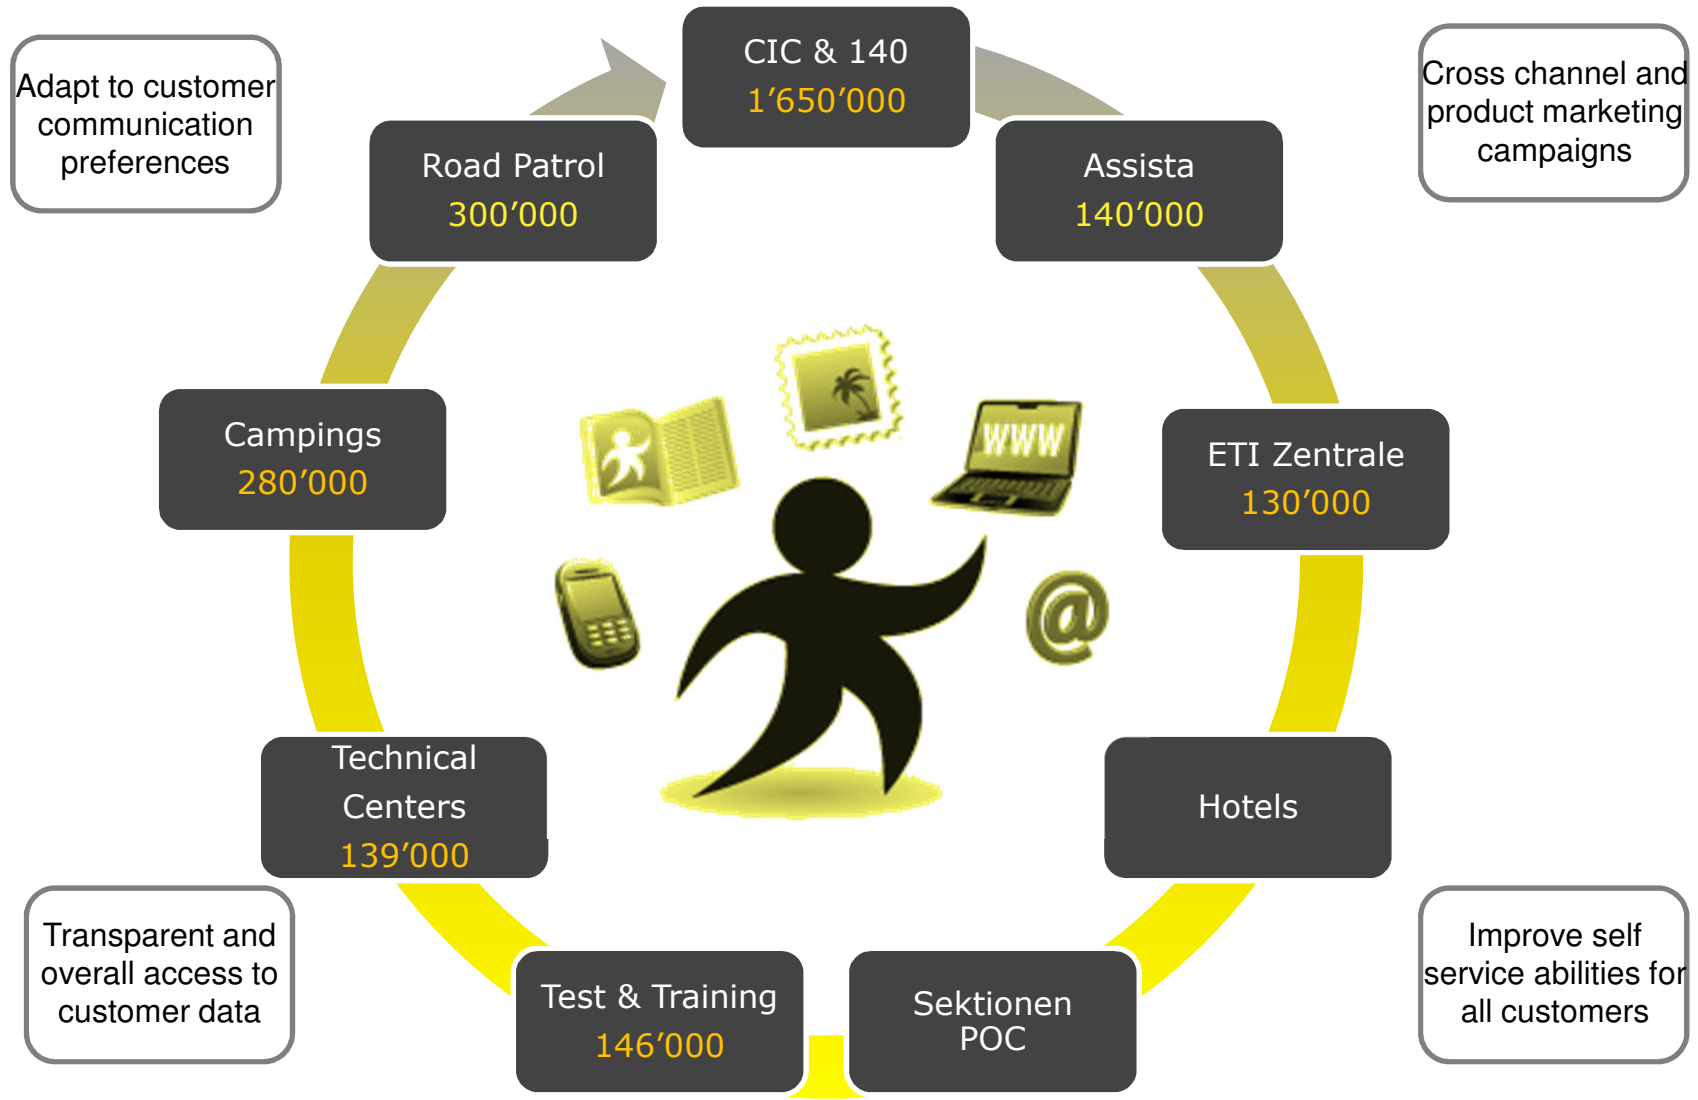 CIC & 140
1’650’000
Adapt to customer
communication
preferences
Cross channel and
product marketing
campaigns
Road Patrol
300’000
Assista
140’000
Campings
280’000
ETI Zentrale
130’000
WWW
@
Technical
Centers
139’000
Hotels
Transparent and
overall access to
customer data
Improve self
service abilities for
all customers
Test & Training
146’000
Sektionen
POC